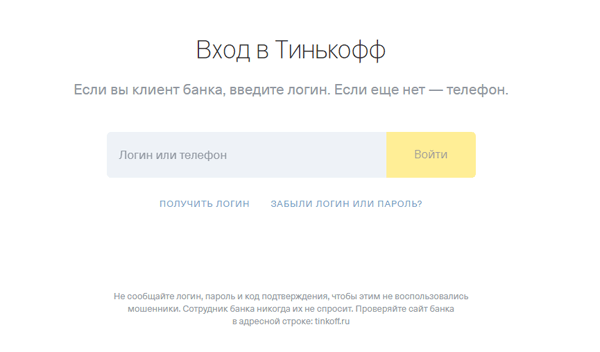 Вход в Тинькофф
Если вы клиент банка, введите логин. Если еще нет — телефон.
Логин или телефон
Войти
ПОЛУЧИТЬ ЛОГИН
ЗАБЫЛИ ЛОГИН ИЛИ ПАРОЛЬ?
Не сообщайте логин, пароль и код подтверждения, чтобы этим не воспользовались
мошенники. Сотрудник банка никогда их не спросит. Проверяйте сайт банка
в адресной строке: tinkoff.ru